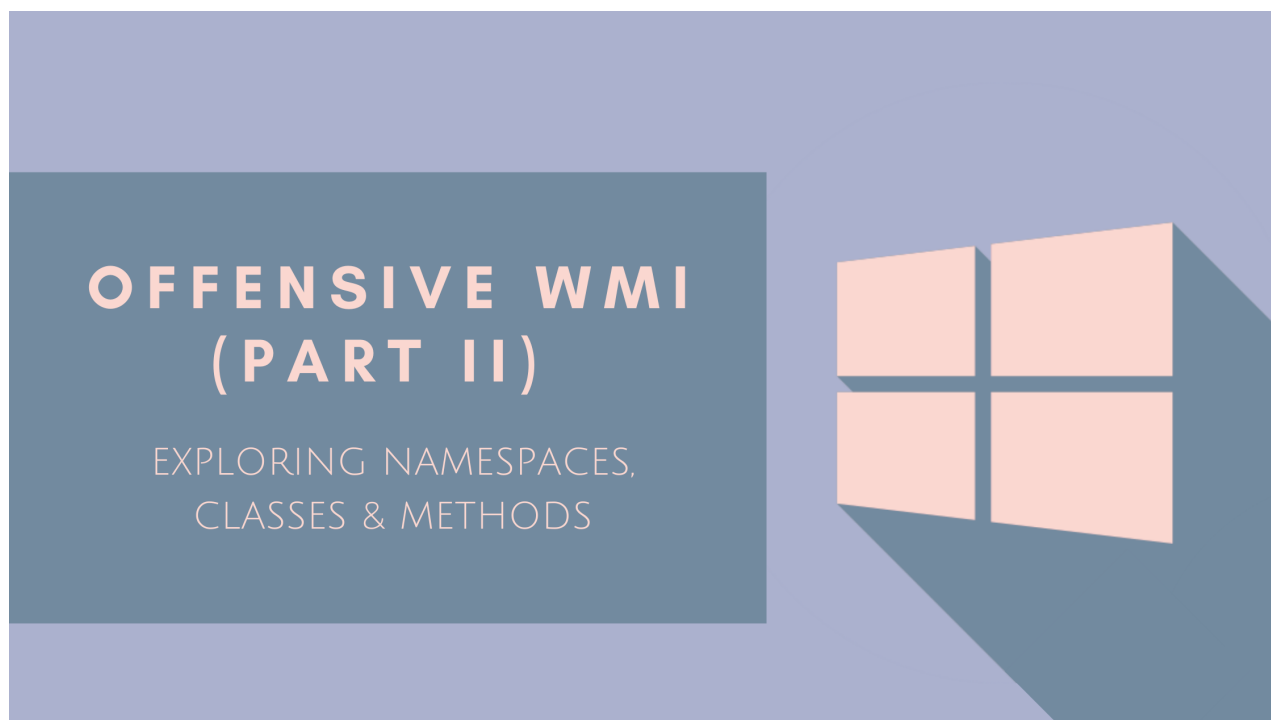 OFFENSIVE WMI
(PART II)
EXPLORING NAMESPACES,
CLASSES & METHODS